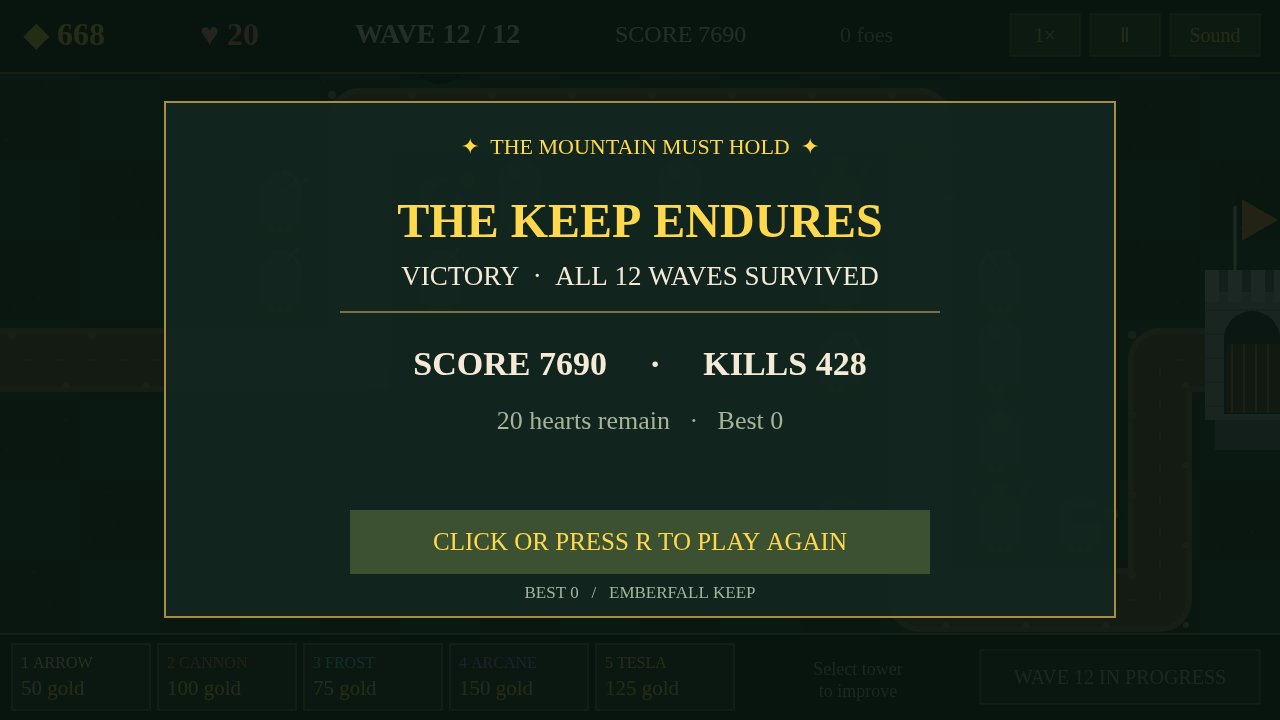 ◆ 668 ♥ 20 WAVE 12 / 12 SCORE 7690 0 foes 1× Ⅱ Sound
✦ THE MOUNTAIN MUST HOLD ✦
THE KEEP ENDURES
VICTORY · ALL 12 WAVES SURVIVED
SCORE 7690 · KILLS 428
20 hearts remain · Best 0
CLICK OR PRESS R TO PLAY AGAIN
BEST 0 / EMBERFALL KEEP
1 ARROW
50 gold
2 CANNON
100 gold
3 FROST
75 gold
4 ARCANE
150 gold
5 TESLA
125 gold
Select tower
to improve
WAVE 12 IN PROGRESS